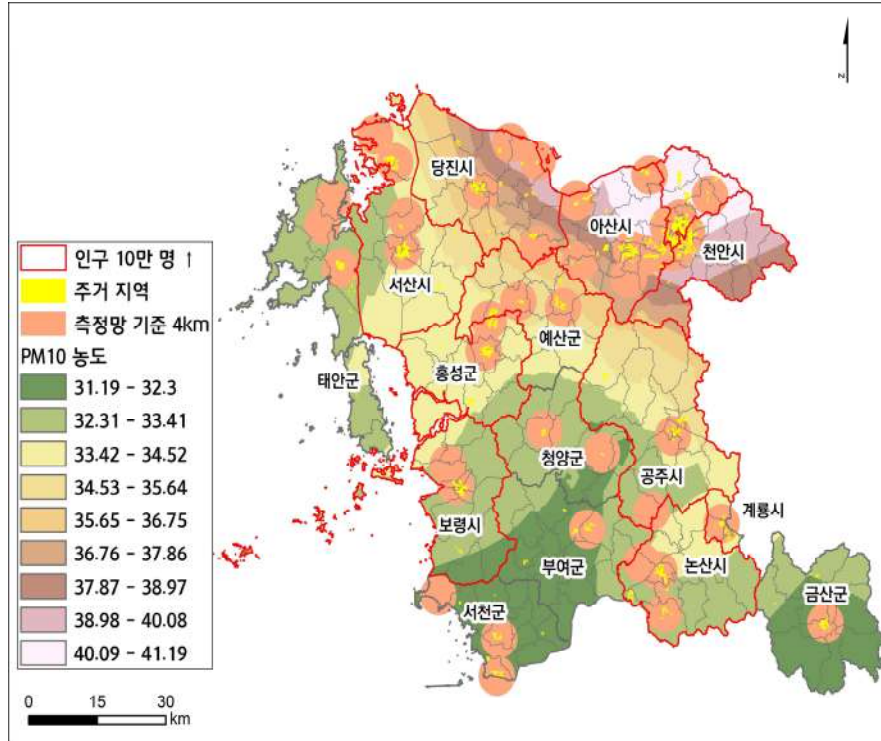 N
당진시
아산시
천안시
서산시
예산군
태안군
홍성군
청양군
공주시
계룡시
보령시
부여군
논산시
금산군
서천군
인구 10만 명 ↑
주거 지역
측정망 기준 4km
PM10 농도
31.19 - 32.3
32.31 - 33.41
33.42 - 34.52
34.53 - 35.64
35.65 - 36.75
36.76 - 37.86
37.87 - 38.97
38.98 - 40.08
40.09 - 41.19
0 15 30
km